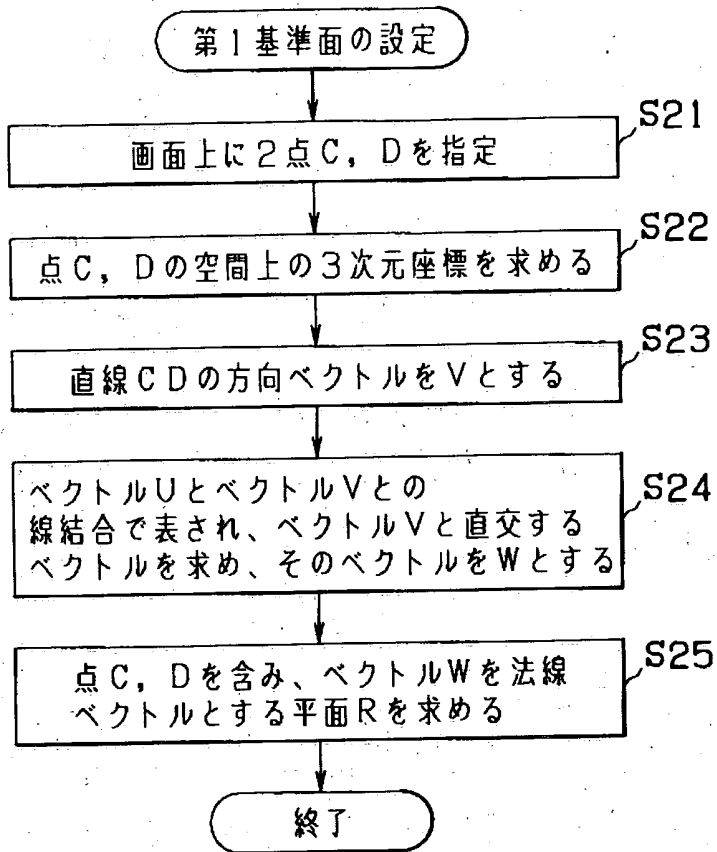 第1基準面の設定
S21
画面上に2点C，Dを指定
S22
点C，Dの空間上の3次元座標を求める
S23
直線CDの方向ベクトルをVとする
S24
ベクトルUとベクトルVとの
線結合で表され、ベクトルVと直交する
ベクトルを求め、そのベクトルをWとする
S25
点C，Dを含み、ベクトルWを法線
ベクトルとする平面Rを求める
終了